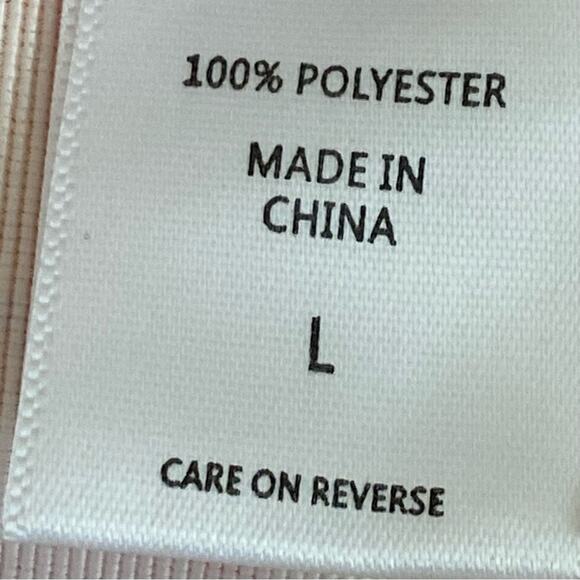 100% POLYESTER
MADE IN
CHINA
L
CARE ON REVERSE